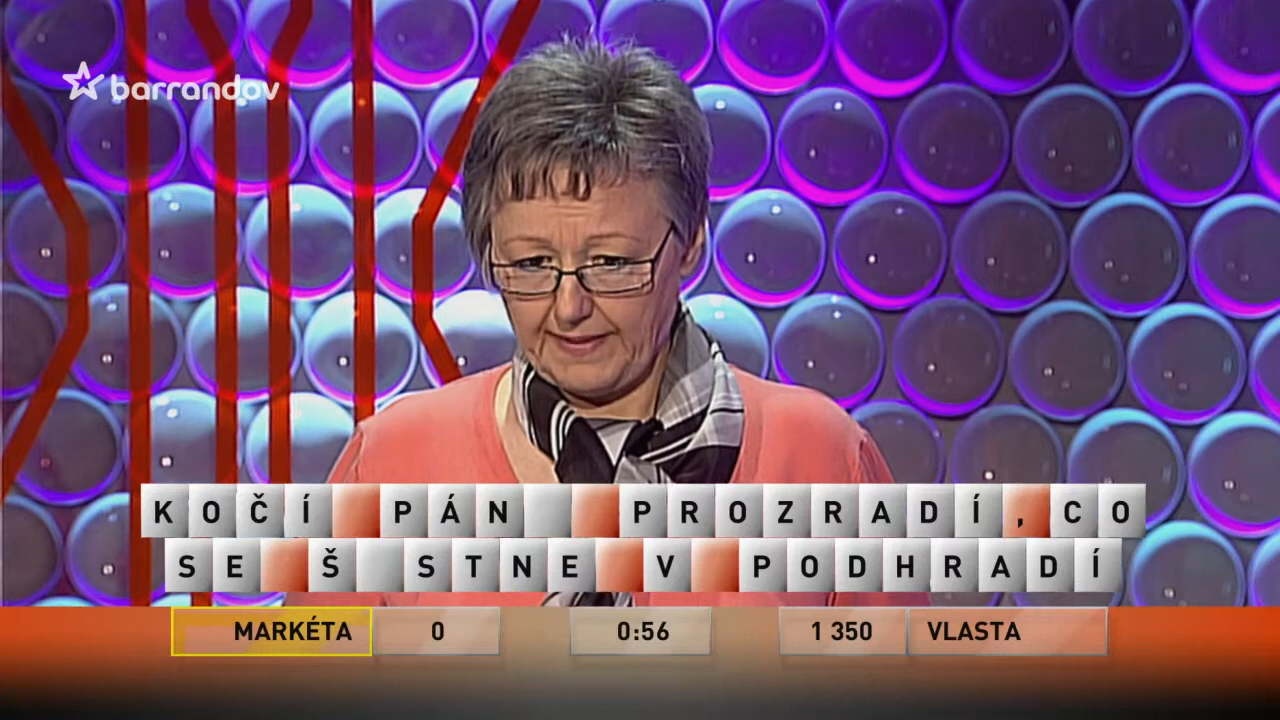 barrandov
KOČÍ PÁN PROZRADÍ, CO
SE Š STNE V PODHRADÍ
MARKÉTA 0 0:56 1 350 VLASTA